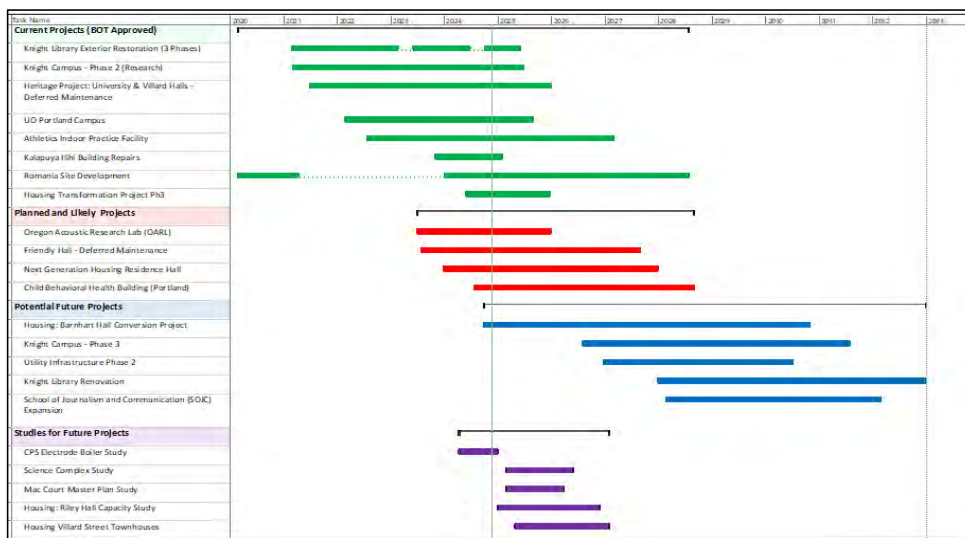 Task Name 2020 2021 2022 2023 2024 2025 2026 2027 2028 2029 2030 2031 2032 2033
Current Projects (BOT Approved)
Knight Library Exterior Restoration (3 Phases)
Knight Campus - Phase 2 (Research)
Heritage Project: University & Villard Halls -
Deferred Maintenance
UO Portland Campus
Athletics Indoor Practice Facility
Kalapuya Ilihi Building Repairs
Romania Site Development
Housing Transformation Project Ph3
Planned and Likely Projects
Oregon Acoustic Research Lab (OARL)
Friendly Hall - Deferred Maintenance
Next Generation Housing Residence Hall
Child Behavioral Health Building (Portland)
Potential Future Projects
Housing: Barnhart Hall Conversion Project
Knight Campus - Phase 3
Utility Infrastructure Phase 2
Knight Library Renovation
School of Journalism and Communication (SOJC)
Expansion
Studies for Future Projects
CPS Electrode Boiler Study
Science Complex Study
Mac Court Master Plan Study
Housing: Riley Hall Capacity Study
Housing Villard Street Townhouses